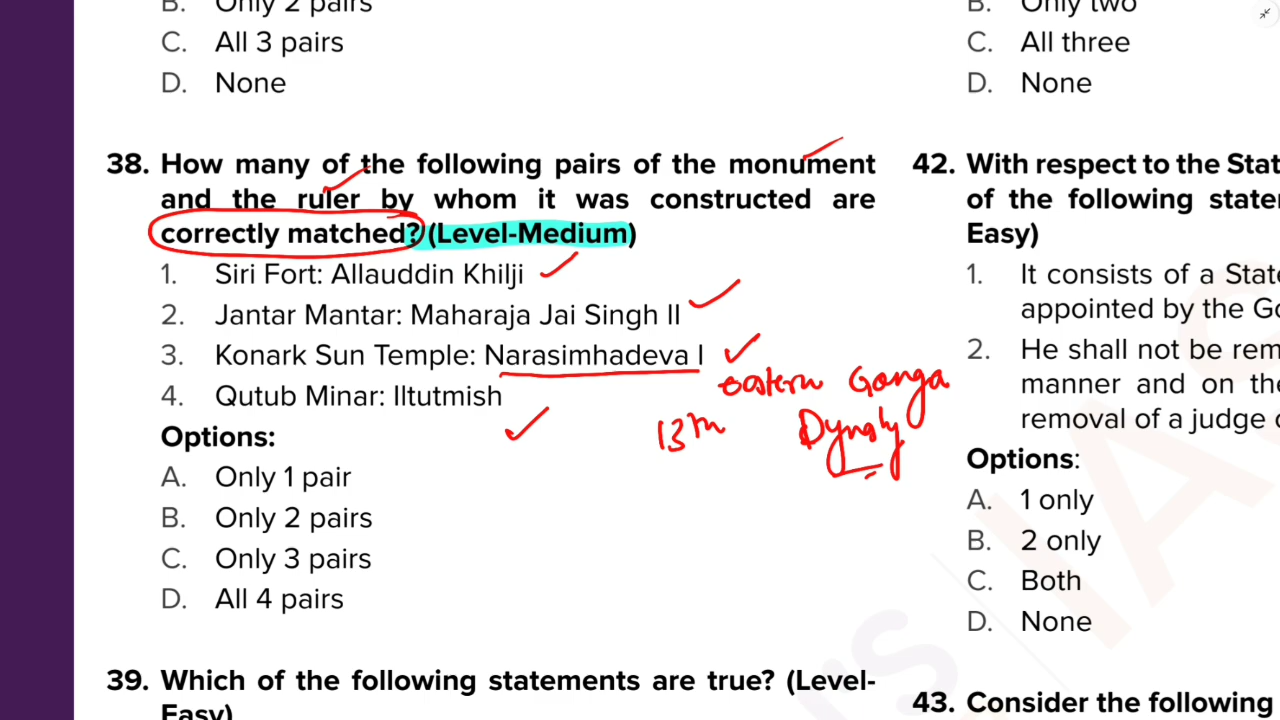 B. Only 2 pairs
C. All 3 pairs
D. None
38. How many of the following pairs of the monument
and the ruler by whom it was constructed are
correctly matched? (Level-Medium)
1. Siri Fort: Allauddin Khilji
2. Jantar Mantar: Maharaja Jai Singh II
3. Konark Sun Temple: Narasimhadeva I
Eastern Ganga
4. Qutub Minar: Iltutmish
13th Dynasty
Options:
A. Only 1 pair
B. Only 2 pairs
C. Only 3 pairs
D. All 4 pairs
39. Which of the following statements are true? (Level-
Easy)
B. Only two
C. All three
D. None
42. With respect to the Stat
of the following stater
Easy)
1. It consists of a State
appointed by the Go
2. He shall not be rem
manner and on the
removal of a judge o
Options:
A. 1 only
B. 2 only
C. Both
D. None
43. Consider the following
's IAS